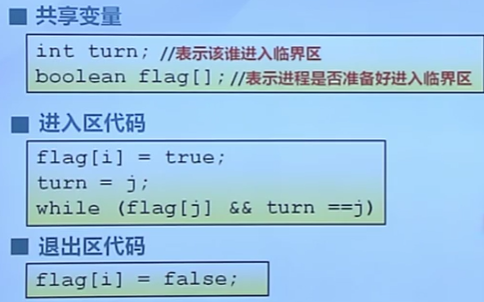 共享变量
int turn; //表示该谁进入临界区
boolean flag[]; //表示进程是否准备好进入临界区
进入区代码
flag[i] = true;
turn = j;
while (flag[j] && turn ==j)
退出区代码
flag[i] = false;